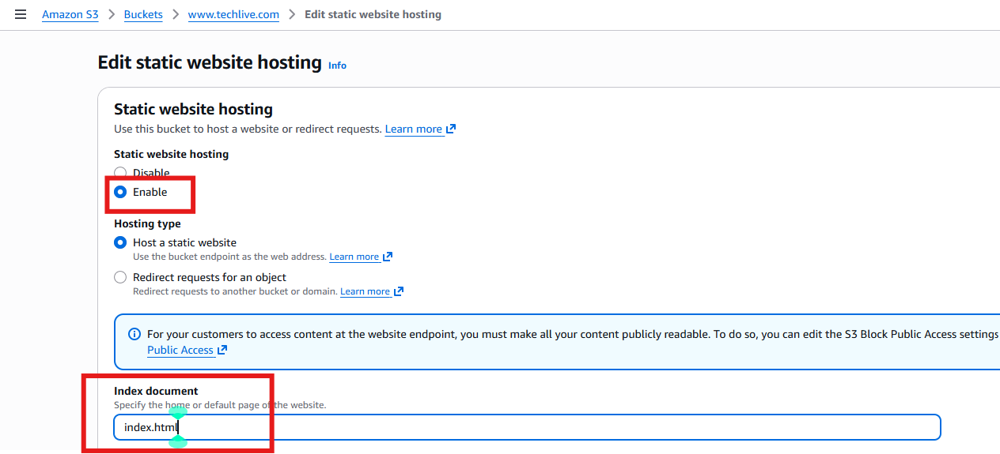 Amazon S3 > Buckets > www.techlive.com > Edit static website hosting
Edit static website hosting Info
Static website hosting
Use this bucket to host a website or redirect requests. Learn more
Static website hosting
Disable
Enable
Hosting type
Host a static website
Use the bucket endpoint as the web address. Learn more
Redirect requests for an object
Redirect requests to another bucket or domain. Learn more
For your customers to access content at the website endpoint, you must make all your content publicly readable. To do so, you can edit the S3 Block Public Access settings
Public Access
Index document
Specify the home or default page of the website.
index.html